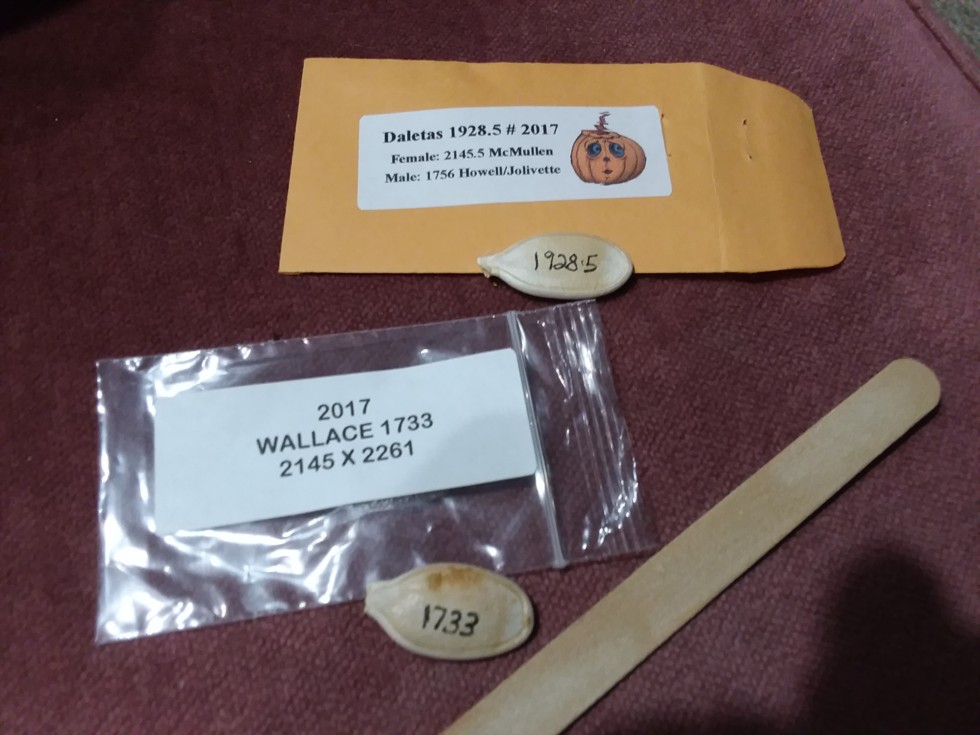 Daletas 1928.5 # 2017
Female: 2145.5 McMullen
Male: 1756 Howell/Jolivette
1928.5
2017
WALLACE 1733
2145 X 2261
1733